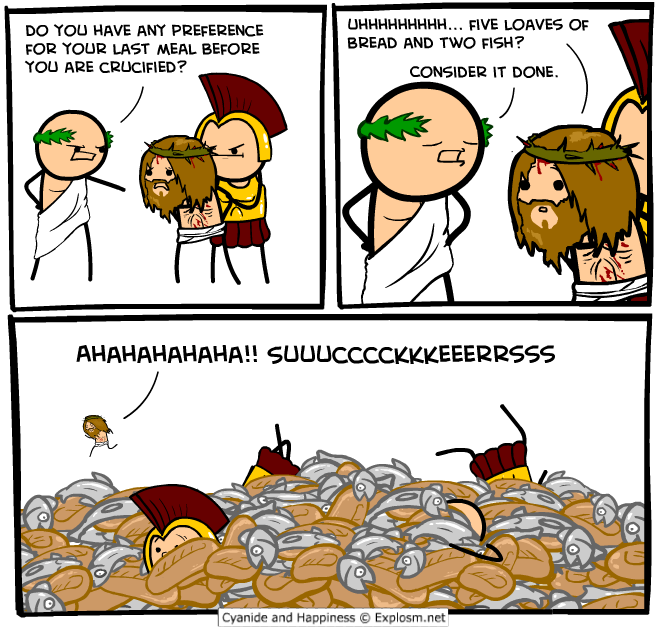 DO YOU HAVE ANY PREFERENCE
FOR YOUR LAST MEAL BEFORE
YOU ARE CRUCIFIED?
UHHHHHHHHH... FIVE LOAVES OF
BREAD AND TWO FISH?
CONSIDER IT DONE.
AHAHAHAHAHA!! SUUUCCCCKKKEEERRSSS
Cyanide and Happiness © Explosm.net